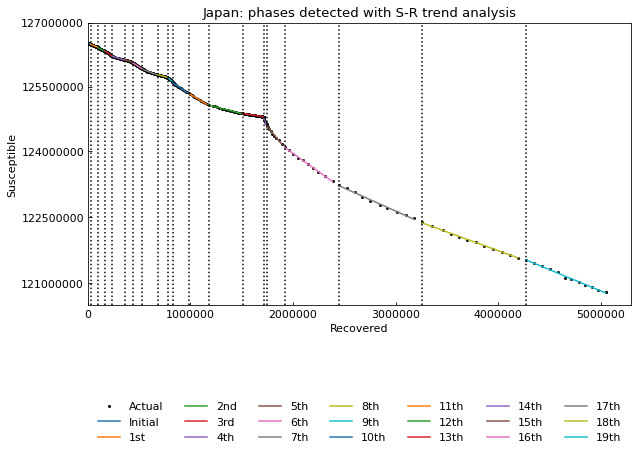 Japan: phases detected with S-R trend analysis
127000000
125500000
124000000
122500000
121000000
Susceptible
0 1000000 2000000 3000000 4000000 5000000
Recovered
Actual 2nd 5th 8th 11th 14th 17th
Initial 3rd 6th 9th 12th 15th 18th
1st 4th 7th 10th 13th 16th 19th